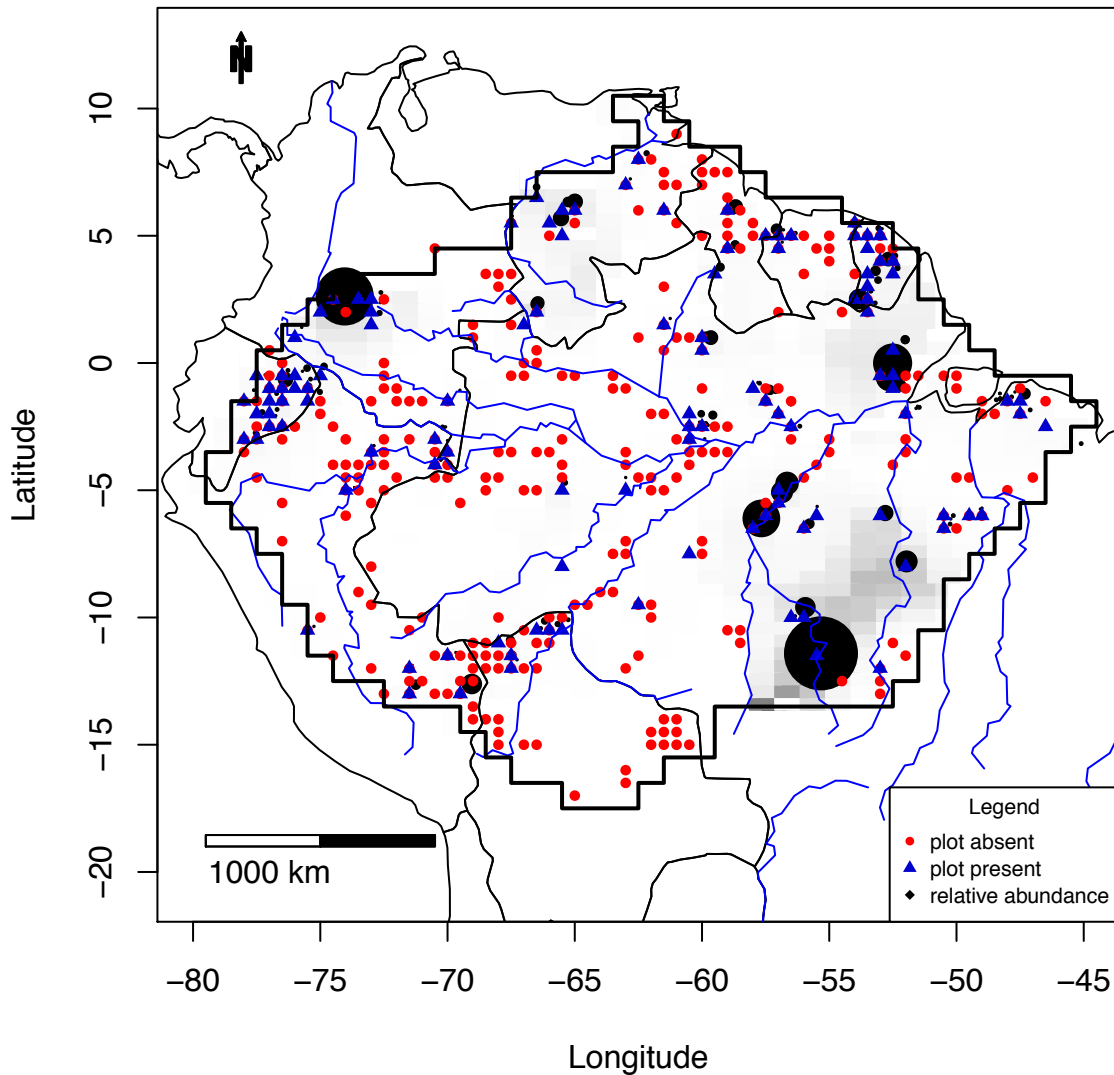 N
10
5
0
−5
−10
−15
−20
Latitude
1000 km
Legend
plot absent
plot present
relative abundance
−80
−75
−70
−65
−60
−55
−50
−45
Longitude